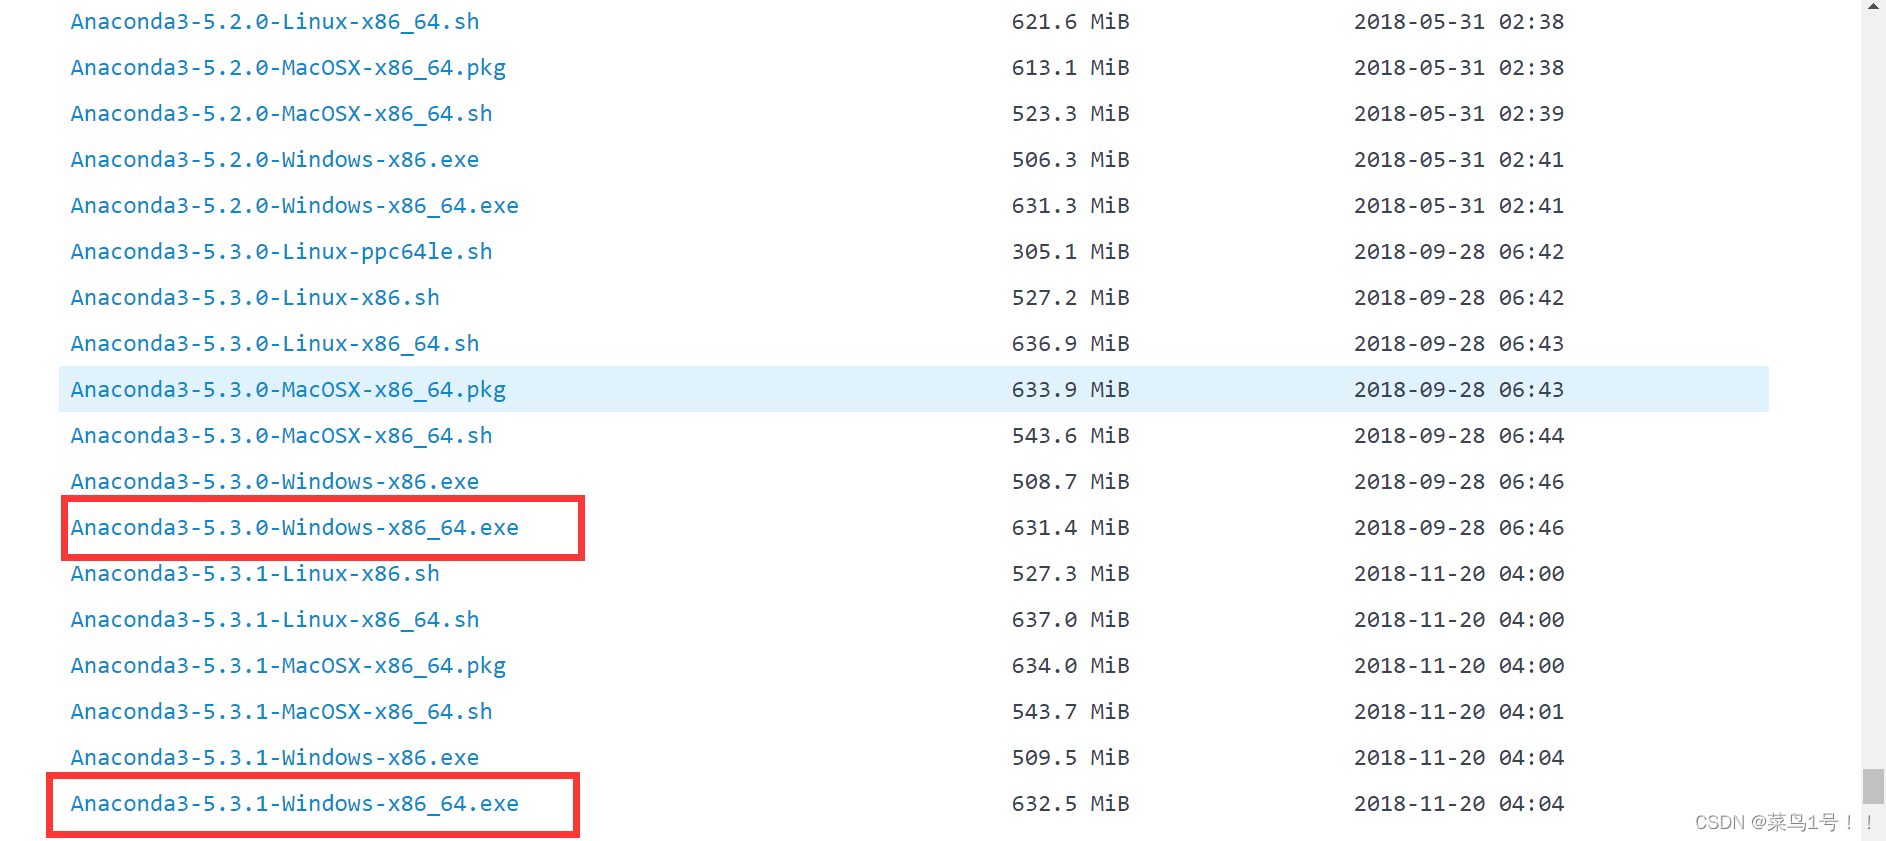 Anaconda3-5.2.0-Linux-x86_64.sh 621.6 MiB 2018-05-31 02:38
Anaconda3-5.2.0-MacOSX-x86_64.pkg 613.1 MiB 2018-05-31 02:38
Anaconda3-5.2.0-MacOSX-x86_64.sh 523.3 MiB 2018-05-31 02:39
Anaconda3-5.2.0-Windows-x86.exe 506.3 MiB 2018-05-31 02:41
Anaconda3-5.2.0-Windows-x86_64.exe 631.3 MiB 2018-05-31 02:41
Anaconda3-5.3.0-Linux-ppc64le.sh 305.1 MiB 2018-09-28 06:42
Anaconda3-5.3.0-Linux-x86.sh 527.2 MiB 2018-09-28 06:42
Anaconda3-5.3.0-Linux-x86_64.sh 636.9 MiB 2018-09-28 06:43
Anaconda3-5.3.0-MacOSX-x86_64.pkg 633.9 MiB 2018-09-28 06:43
Anaconda3-5.3.0-MacOSX-x86_64.sh 543.6 MiB 2018-09-28 06:44
Anaconda3-5.3.0-Windows-x86.exe 508.7 MiB 2018-09-28 06:46
Anaconda3-5.3.0-Windows-x86_64.exe 631.4 MiB 2018-09-28 06:46
Anaconda3-5.3.1-Linux-x86.sh 527.3 MiB 2018-11-20 04:00
Anaconda3-5.3.1-Linux-x86_64.sh 637.0 MiB 2018-11-20 04:00
Anaconda3-5.3.1-MacOSX-x86_64.pkg 634.0 MiB 2018-11-20 04:00
Anaconda3-5.3.1-MacOSX-x86_64.sh 543.7 MiB 2018-11-20 04:01
Anaconda3-5.3.1-Windows-x86.exe 509.5 MiB 2018-11-20 04:04
Anaconda3-5.3.1-Windows-x86_64.exe 632.5 MiB 2018-11-20 04:04
CSDN @菜鸟1号！！